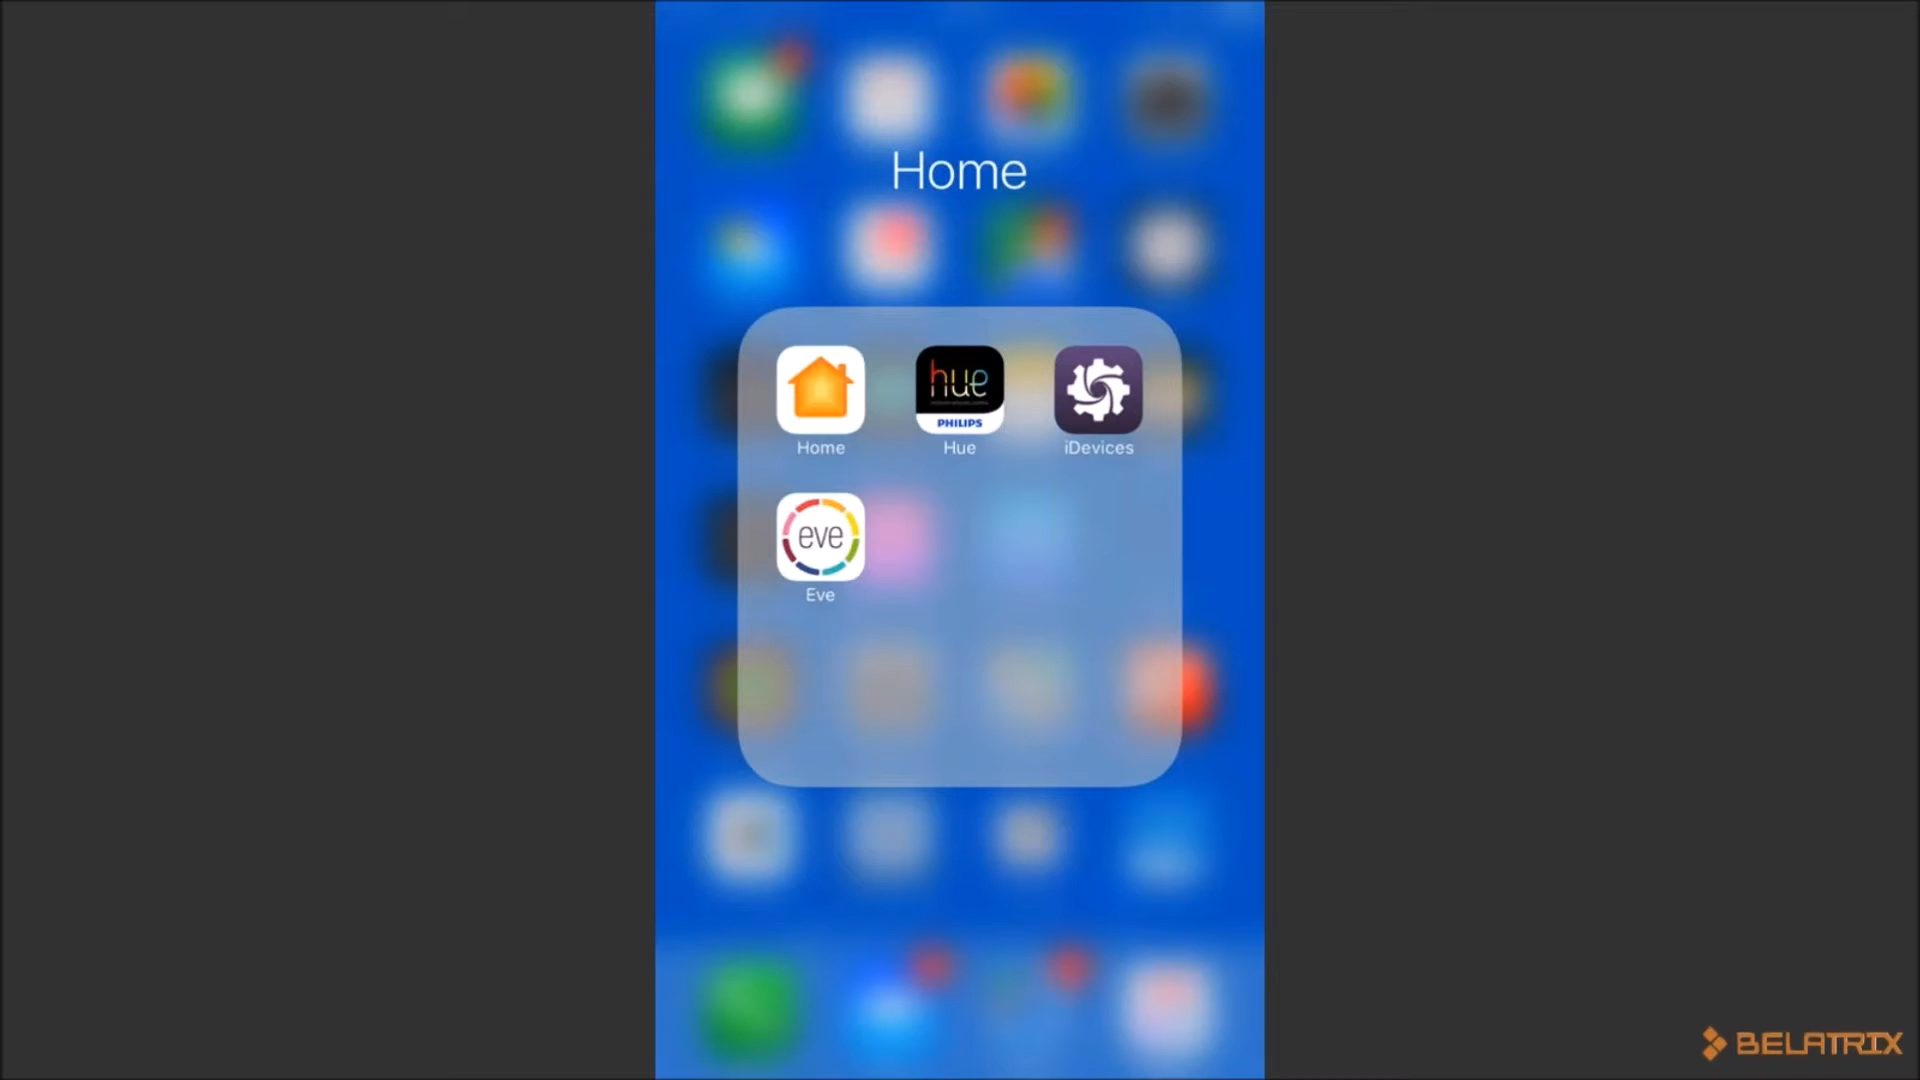 Home
hue
PHILIPS
Home
Hue
iDevices
eve
Eve
BELATRIX